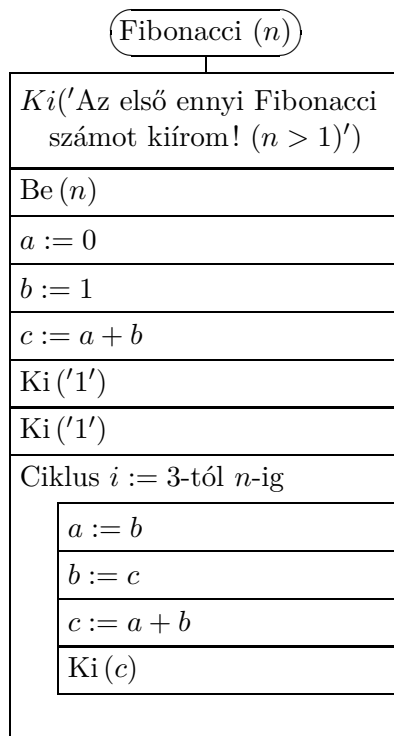 Fibonacci (n)
Ki('Az első ennyi Fibonacci
számot kiírom! (n > 1)')
Be (n)
a := 0
b := 1
c := a + b
Ki ('1')
Ki ('1')
Ciklus i := 3-tól n-ig
a := b
b := c
c := a + b
Ki (c)